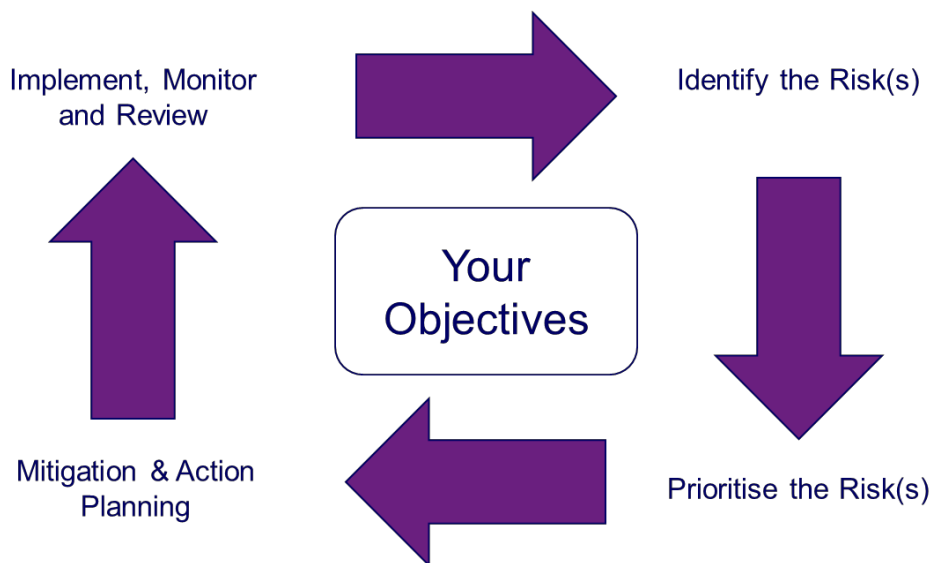 Implement, Monitor
and Review
Identify the Risk(s)
Your
Objectives
Mitigation & Action
Planning
Prioritise the Risk(s)